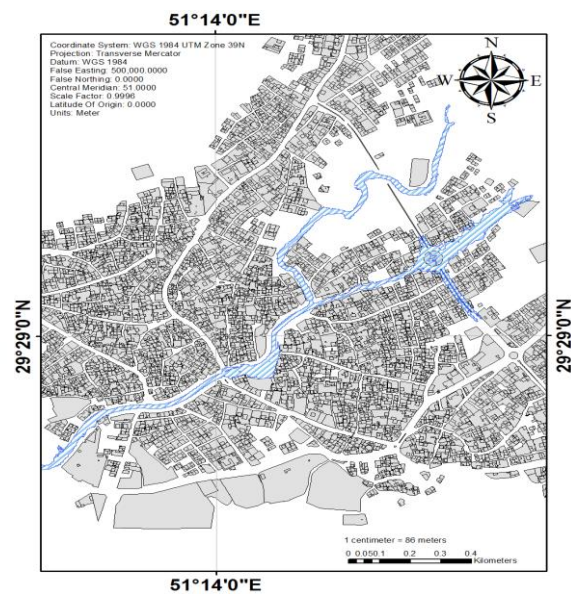 51°14'0"E
Coordinate System: WGS 1984 UTM Zone 39N
Projection: Transverse Mercator
Datum: WGS 1984
False Easting: 500,000.0000
False Northing: 0.0000
Central Meridian: 51.0000
Scale Factor: 0.9996
Latitude Of Origin: 0.0000
Units: Meter
N
W E
S
29°29'0"N 29°29'0"N
1 centimeter = 86 meters
0 0.050.1 0.2 0.3 0.4
Kilometers
51°14'0"E